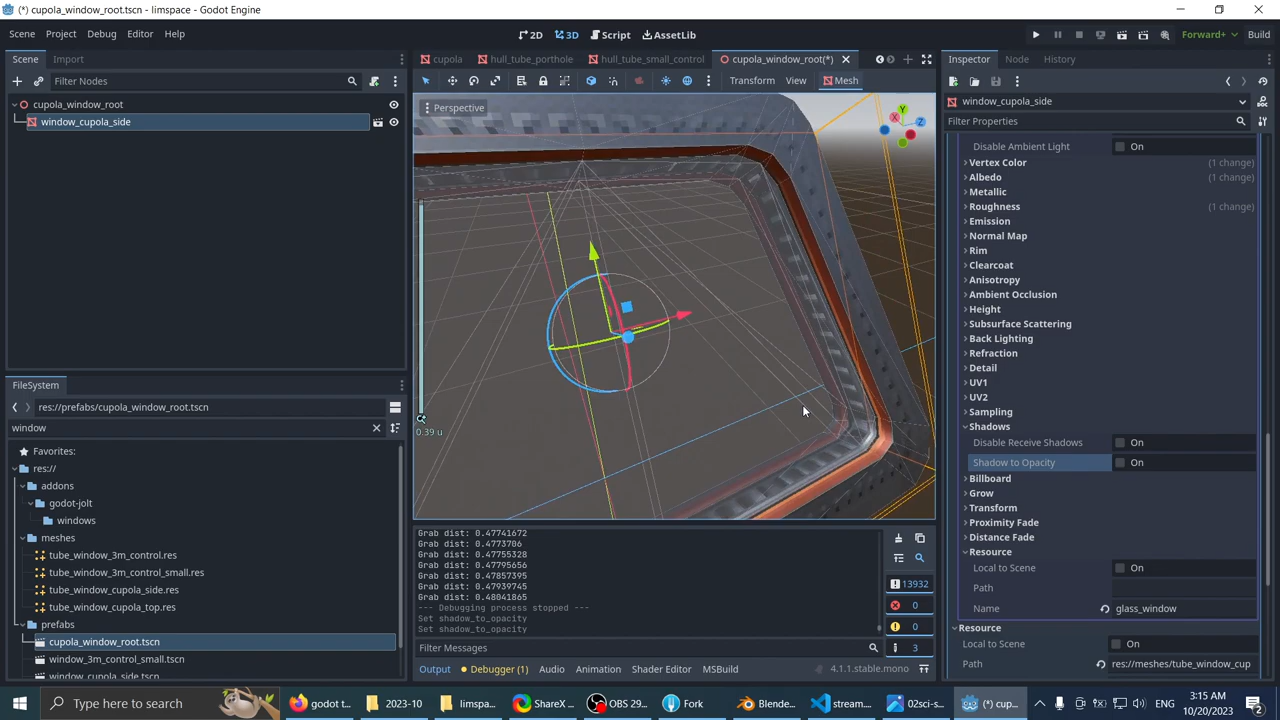 (*) cupola_window_root.tscn - limspace - Godot Engine
Scene Project Debug Editor Help
2D 3D Script AssetLib
Forward+ Build
Scene Import
cupola hull_tube_porthole hull_tube_small_control cupola_window_root(*)
Inspector Node History
Filter Nodes
Transform View Mesh
cupola_window_root
window_cupola_side
Perspective
Y
X
Z
0.39 u
window_cupola_side
Filter Properties
Disable Ambient Light On
Vertex Color (1 change)
Albedo (1 change)
Metallic
Roughness (1 change)
Emission
Normal Map
Rim
Clearcoat
Anisotropy
Ambient Occlusion
Height
Subsurface Scattering
Back Lighting
Refraction
Detail
UV1
UV2
Sampling
Shadows
Disable Receive Shadows On
Shadow to Opacity On
Billboard
Grow
Transform
Proximity Fade
Distance Fade
Resource
Local to Scene On
Path
Name glass_window
Resource
Local to Scene On
Path res://meshes/tube_window_cup
FileSystem
res://prefabs/cupola_window_root.tscn
window
Favorites:
res://
addons
godot-jolt
windows
meshes
tube_window_3m_control.res
tube_window_3m_control_small.res
tube_window_cupola_side.res
tube_window_cupola_top.res
prefabs
cupola_window_root.tscn
window_3m_control_small.tscn
window_cupola_side.tscn
Grab dist: 0.47741672
Grab dist: 0.4773706
Grab dist: 0.47755328
Grab dist: 0.47795656
Grab dist: 0.47857395
Grab dist: 0.47939745
Grab dist: 0.48041865
--- Debugging process stopped ---
Set shadow_to_opacity
Set shadow_to_opacity
13932
0
0
3
Filter Messages
Output Debugger (1) Audio Animation Shader Editor MSBuild 4.1.1.stable.mono
Type here to search
godot t... 2023-10 limspa... ShareX ... OBS 29... Fork Blende... stream... 02sci-s... (*) cup...
ENG
3:15 AM
10/20/2023
2